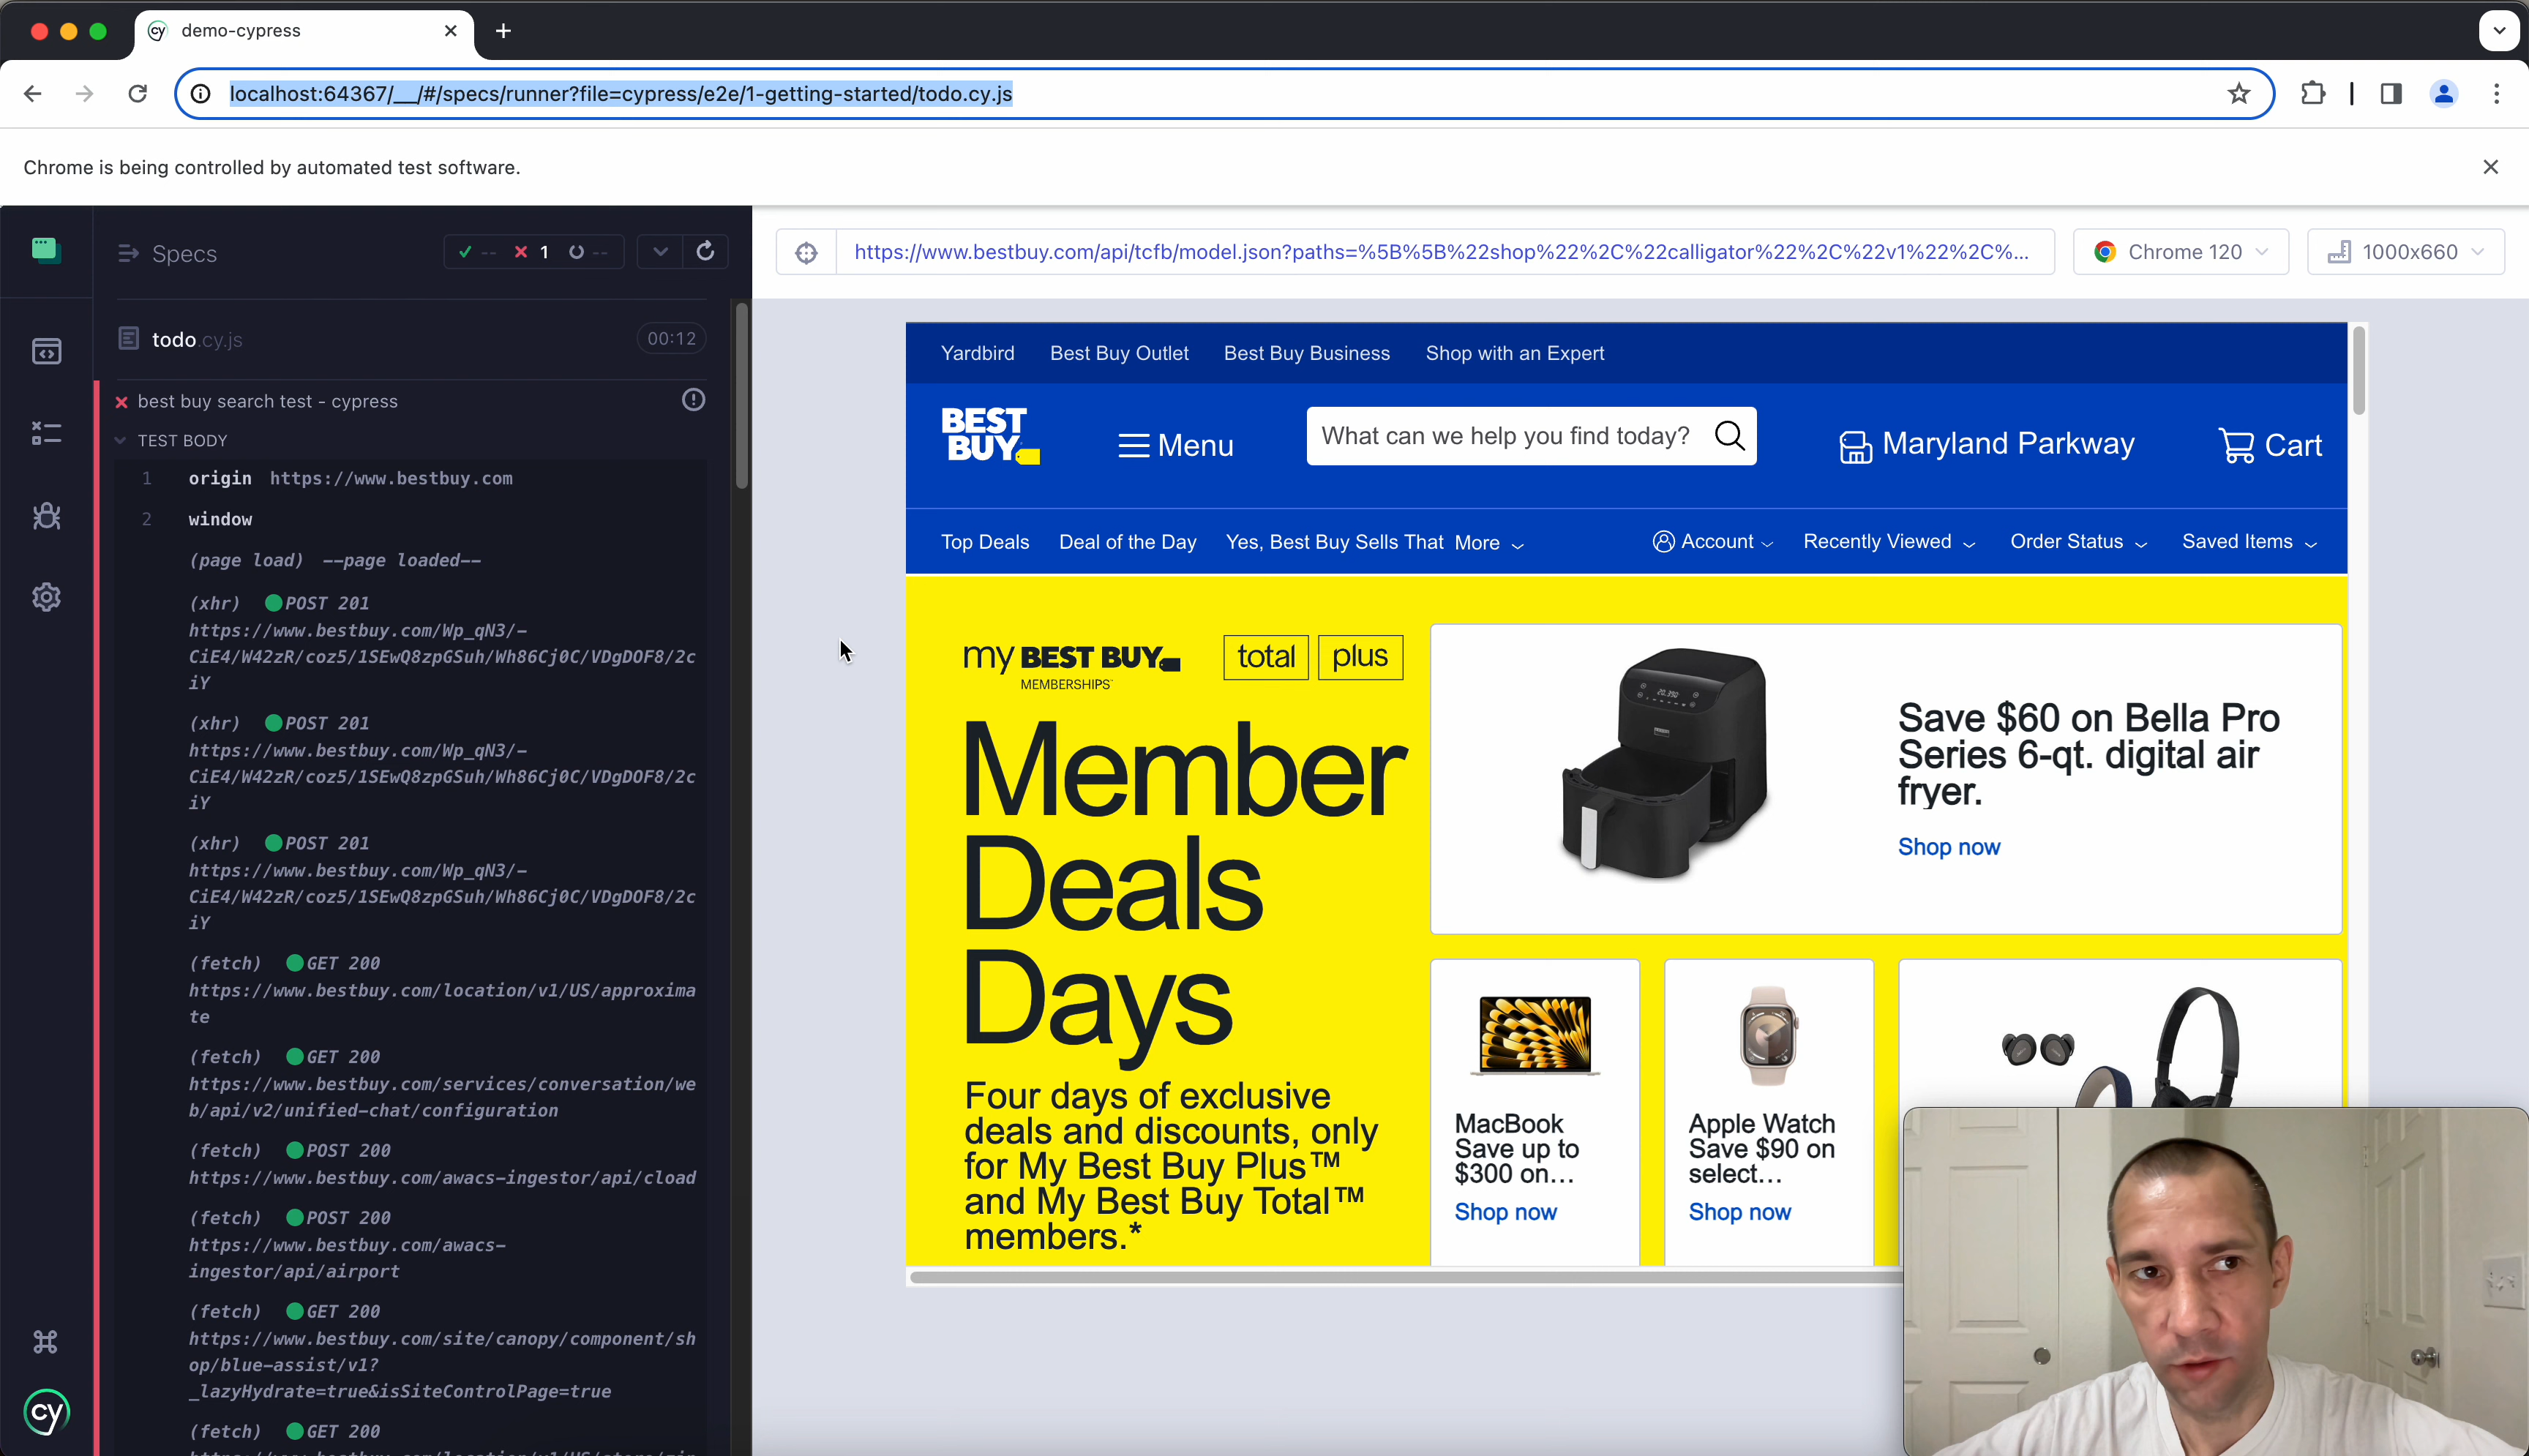 demo-cypress
localhost:64367/__/#/specs/runner?file=cypress/e2e/1-getting-started/todo.cy.js
Chrome is being controlled by automated test software.
Specs
-- 1 --
todo.cy.js 00:12
best buy search test - cypress
TEST BODY
1 origin https://www.bestbuy.com
2 window
(page load) --page loaded--
(xhr) POST 201
https://www.bestbuy.com/Wp_qN3/-
CiE4/W42zR/coz5/1SEwQ8zpGSuh/Wh86Cj0C/VDgDOF8/2c
iY
(xhr) POST 201
https://www.bestbuy.com/Wp_qN3/-
CiE4/W42zR/coz5/1SEwQ8zpGSuh/Wh86Cj0C/VDgDOF8/2c
iY
(xhr) POST 201
https://www.bestbuy.com/Wp_qN3/-
CiE4/W42zR/coz5/1SEwQ8zpGSuh/Wh86Cj0C/VDgDOF8/2c
iY
(fetch) GET 200
https://www.bestbuy.com/location/v1/US/approxima
te
(fetch) GET 200
https://www.bestbuy.com/services/conversation/we
b/api/v2/unified-chat/configuration
(fetch) POST 200
https://www.bestbuy.com/awacs-ingestor/api/cload
(fetch) POST 200
https://www.bestbuy.com/awacs-
ingestor/api/airport
(fetch) GET 200
https://www.bestbuy.com/site/canopy/component/sh
op/blue-assist/v1?
_lazyHydrate=true&isSiteControlPage=true
(fetch) GET 200
cy
https://www.bestbuy.com/api/tcfb/model.json?paths=%5B%5B%22shop%22%2C%22calligator%22%2C%22v1%22%2C%...
Chrome 120
1000x660
Yardbird Best Buy Outlet Best Buy Business Shop with an Expert
BEST
BUY
Menu
What can we help you find today?
Maryland Parkway
Cart
Top Deals Deal of the Day Yes, Best Buy Sells That More
Account Recently Viewed Order Status Saved Items
my BEST BUY
MEMBERSHIPS
total plus
Member
Deals
Days
Four days of exclusive
deals and discounts, only
for My Best Buy Plus™
and My Best Buy Total™
members.*
Save $60 on Bella Pro
Series 6-qt. digital air
fryer.
Shop now
MacBook
Save up to
$300 on...
Shop now
Apple Watch
Save $90 on
select...
Shop now